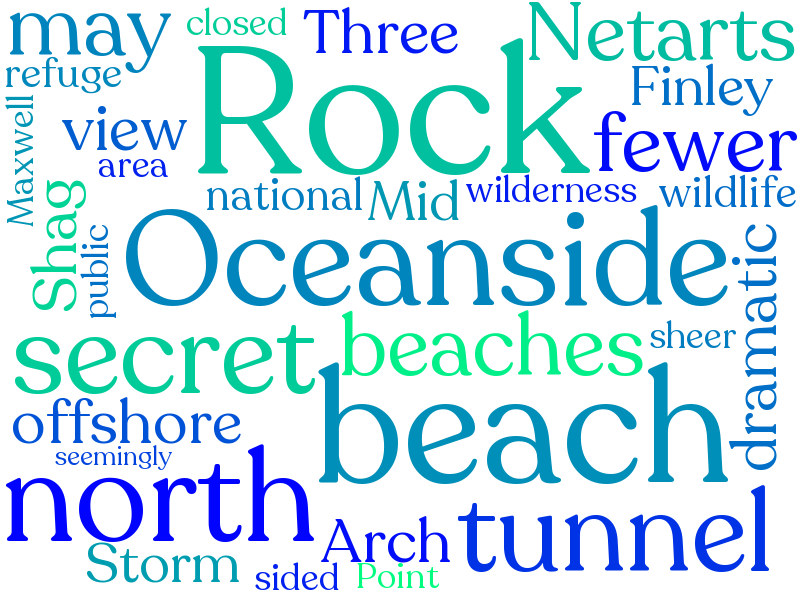 may
closed
Three
Netarts
refuge
Rock
Finley
Maxwell
view
fewer
area
national
Mid
wilderness
wildlife
Shag
public
Oceanside
dramatic
secret
beaches
sheer
offshore
beach
seemingly
north
Arch
tunnel
Storm
sided
Point